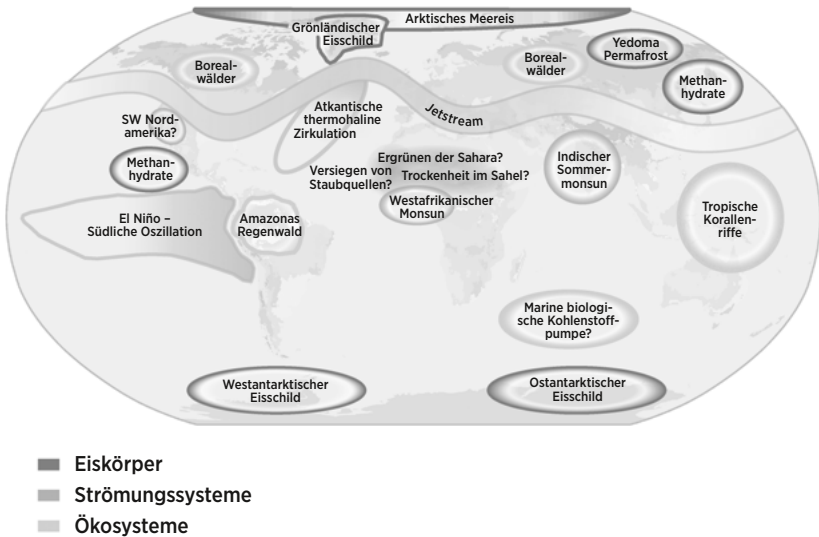 Arktisches Meereis
Grönländischer
Eisschild
Boreal-
wälder
Boreal-
wälder
Yedoma
Permafrost
Methan-
hydrate
SW Nord-
amerika?
Atkantische
thermohaline
Zirkulation
Jetstream
Methan-
hydrate
Versiegen von
Staubquellen?
Ergrünen der Sahara?
Trockenheit im Sahel?
Indischer
Sommer-
monsun
Westafrikanischer
Monsun
El Niño –
Südliche Oszillation
Amazonas
Regenwald
Tropische
Korallen-
riffe
Marine biologi-
sche Kohlenstoff-
pumpe?
Westantarktischer
Eisschild
Ostantarktischer
Eisschild
Eiskörper
Strömungssysteme
Ökosysteme